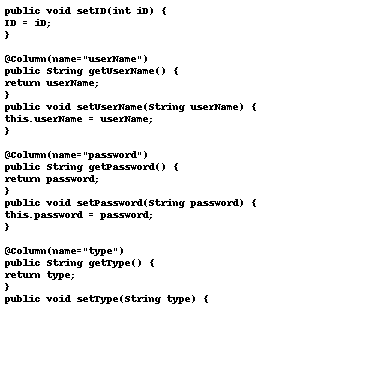 public void setID(int iD) {
ID = iD;
}
@Column(name="userName")
public String getUserName() {
return userName;
}
public void setUserName(String userName) {
this.userName = userName;
}
@Column(name="password")
public String getPassword() {
return password;
}
public void setPassword(String password) {
this.password = password;
}
@Column(name="type")
public String getType() {
return type;
}
public void setType(String type) {